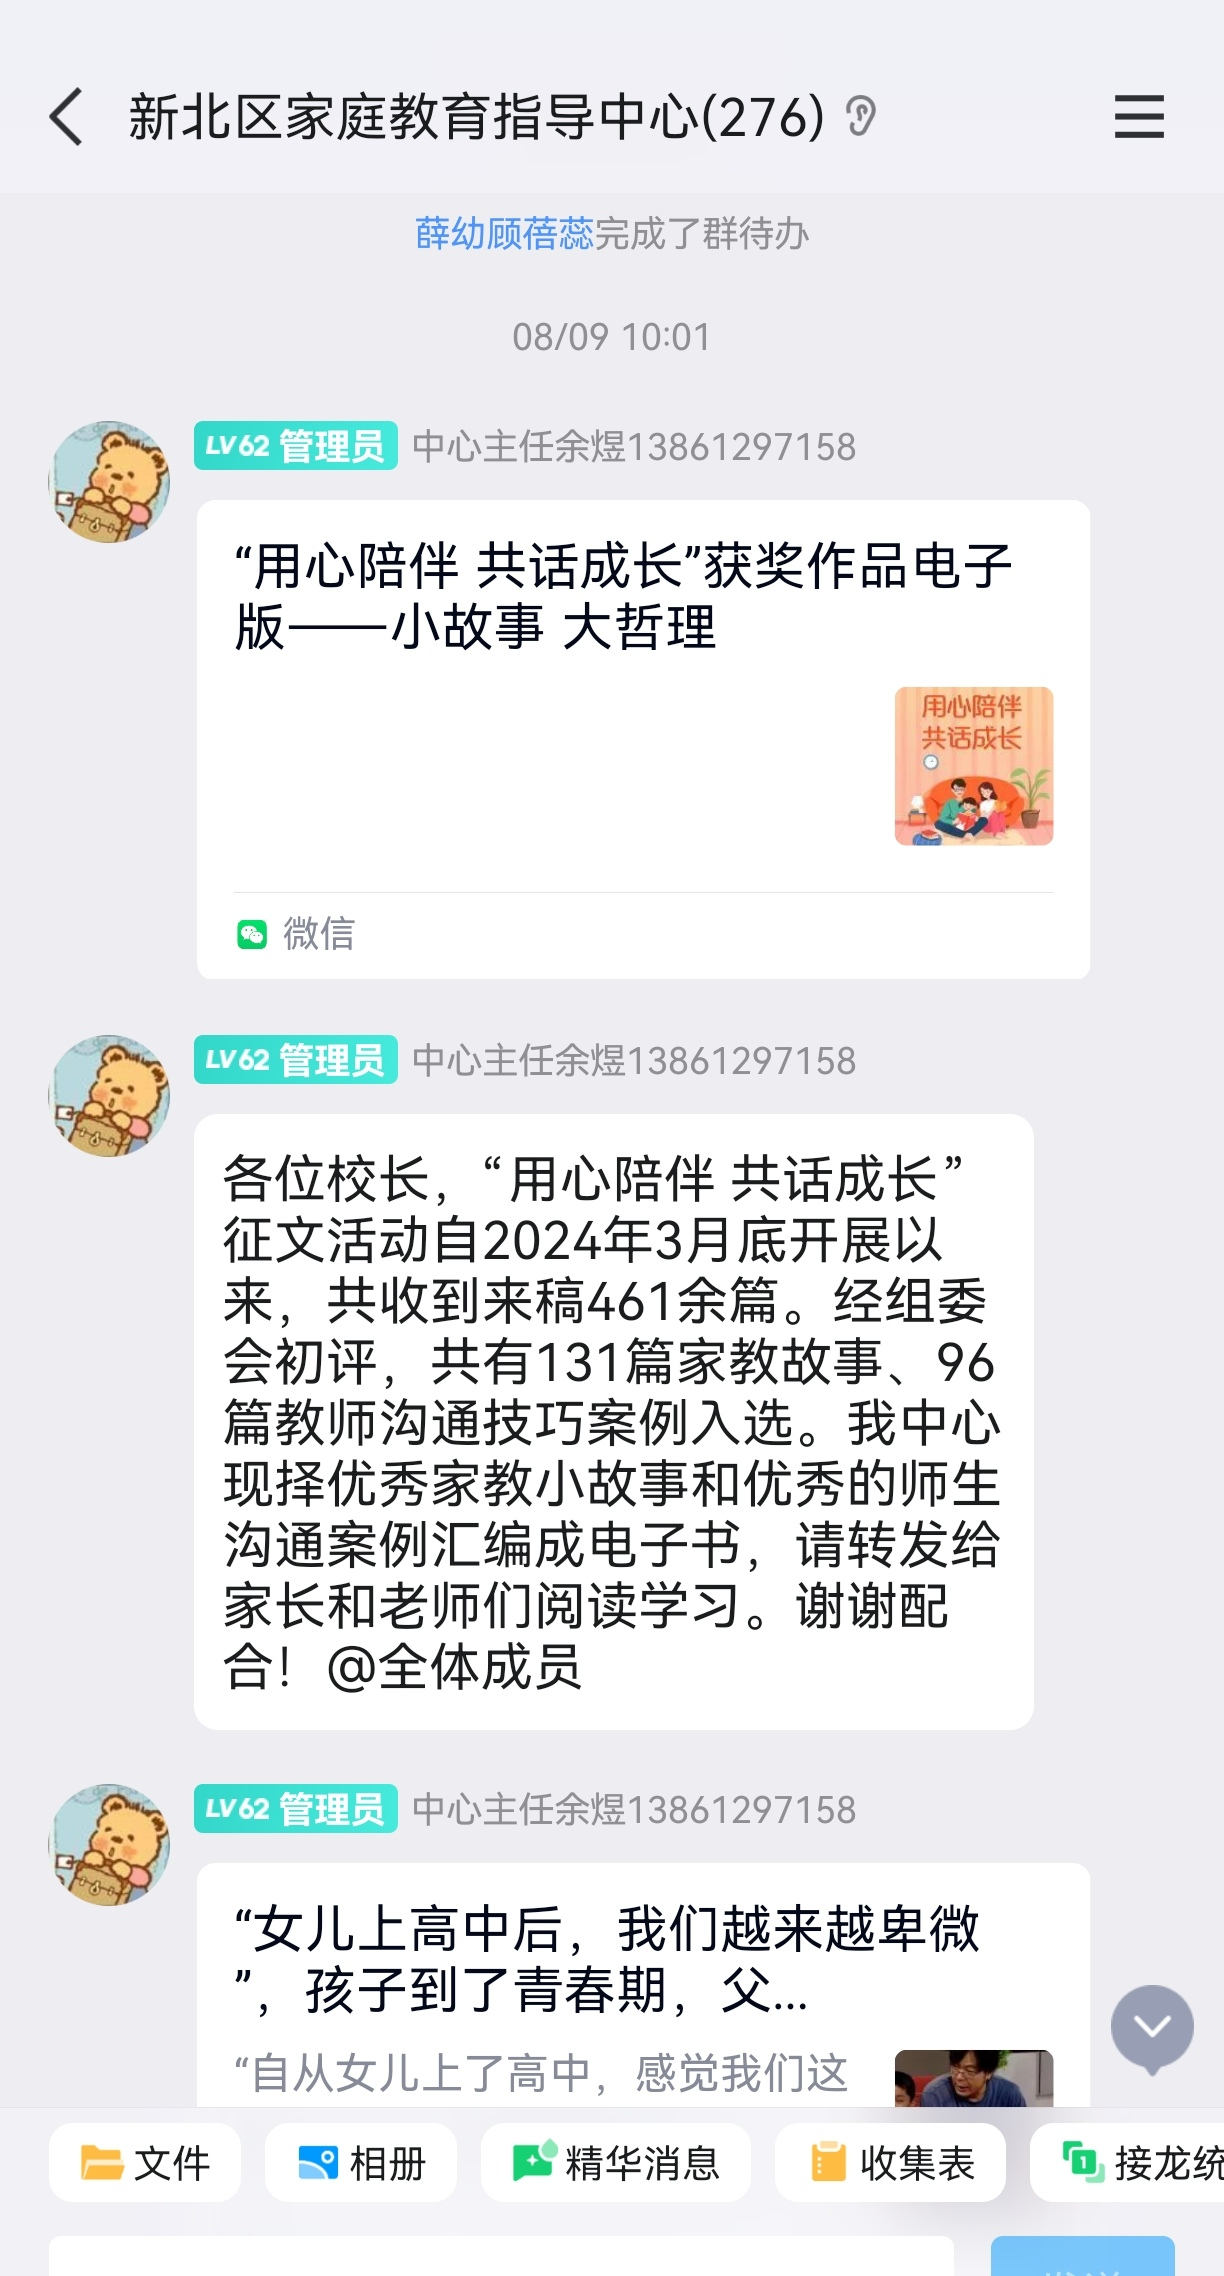 新北区家庭教育指导中心(276)
薛幼顾蓓蕊完成了群待办
08/09 10:01
LV62 管理员 中心主任余煜13861297158
“用心陪伴 共话成长”获奖作品电子
版——小故事 大哲理
用心陪伴
共话成长
微信
LV62 管理员 中心主任余煜13861297158
各位校长，“用心陪伴 共话成长”
征文活动自2024年3月底开展以
来，共收到来稿461余篇。经组委
会初评，共有131篇家教故事、96
篇教师沟通技巧案例入选。我中心
现择优秀家教小故事和优秀的师生
沟通案例汇编成电子书，请转发给
家长和老师们阅读学习。谢谢配
合！@全体成员
LV62 管理员 中心主任余煜13861297158
“女儿上高中后，我们越来越卑微
”，孩子到了青春期，父...
“自从女儿上了高中，感觉我们这
文件 相册 精华消息 收集表 接龙统